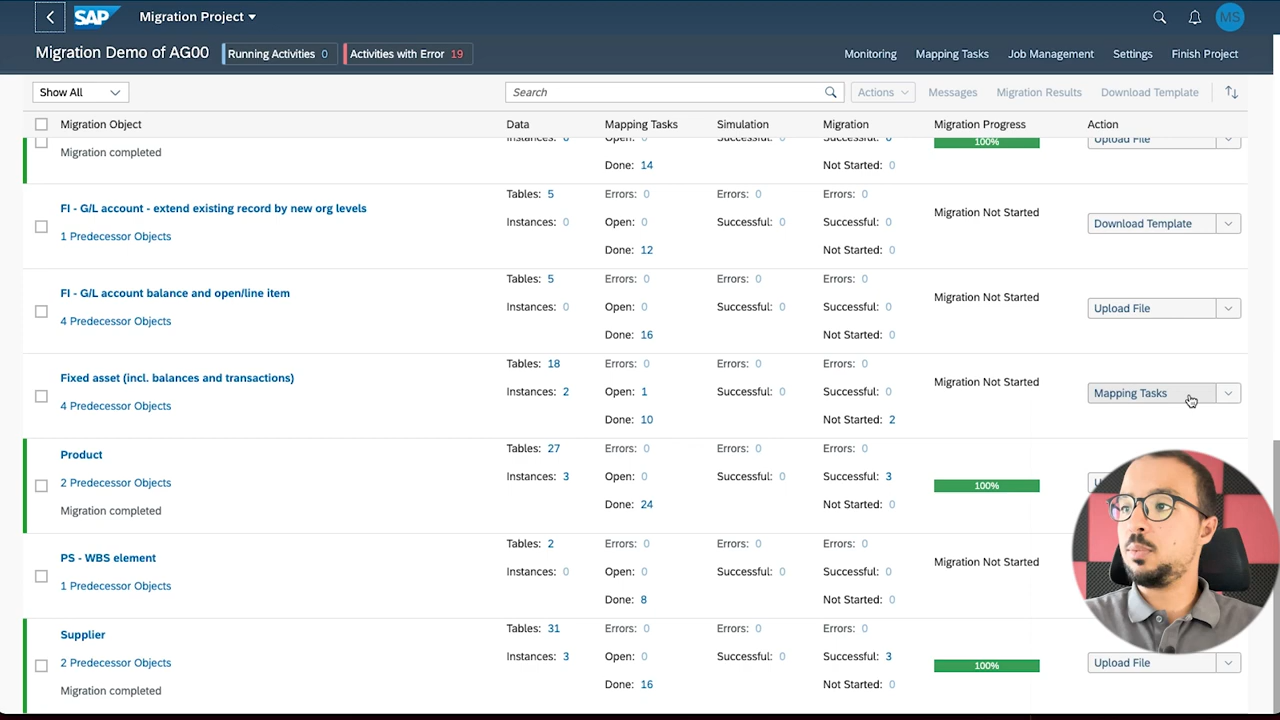 SAP Migration Project
MS
Migration Demo of AG00 Running Activities 0 Activities with Error 19 Monitoring Mapping Tasks Job Management Settings Finish Project
Show All Search Actions Messages Migration Results Download Template
Migration Object Data Mapping Tasks Simulation Migration Migration Progress Action
Instances: Open: Successful: Successful: 100% Upload File
Migration completed
Done: 14 Not Started: 0
Tables: 5 Errors: 0 Errors: 0 Errors: 0
FI - G/L account - extend existing record by new org levels Migration Not Started
Instances: 0 Open: 0 Successful: 0 Successful: 0 Download Template
1 Predecessor Objects
Done: 12 Not Started: 0
Tables: 5 Errors: 0 Errors: 0 Errors: 0
FI - G/L account balance and open/line item Migration Not Started
Instances: 0 Open: 0 Successful: 0 Successful: 0 Upload File
4 Predecessor Objects
Done: 16 Not Started: 0
Tables: 18 Errors: 0 Errors: 0 Errors: 0
Fixed asset (incl. balances and transactions) Migration Not Started
Instances: 2 Open: 1 Successful: 0 Successful: 0 Mapping Tasks
4 Predecessor Objects
Done: 10 Not Started: 2
Tables: 27 Errors: 0 Errors: 0 Errors: 0
Product
Instances: 3 Open: 0 Successful: 0 Successful: 3 100%
2 Predecessor Objects
Migration completed Done: 24 Not Started: 0
Tables: 2 Errors: 0 Errors: 0 Errors: 0
PS - WBS element Migration Not Started
Instances: 0 Open: 0 Successful: 0 Successful: 0
1 Predecessor Objects
Done: 8 Not Started: 0
Tables: 31 Errors: 0 Errors: 0 Errors: 0
Supplier
Instances: 3 Open: 0 Successful: 0 Successful: 3 100% Upload File
2 Predecessor Objects
Migration completed Done: 16 Not Started: 0